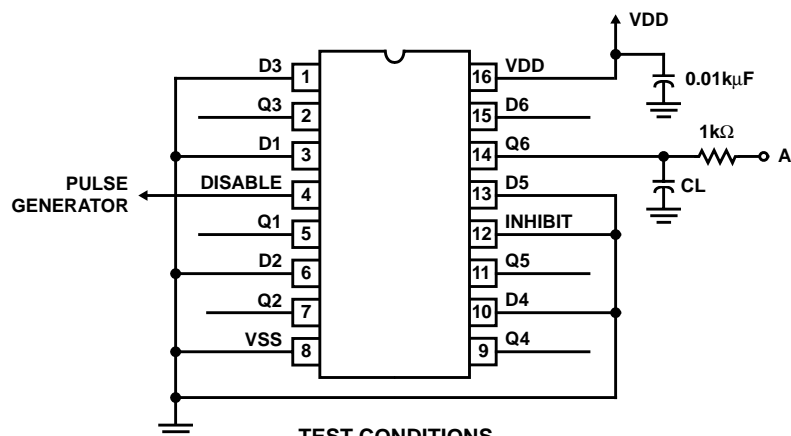 VDD
0.01kμF
D3
1
Q3
2
D1
3
PULSE GENERATOR
DISABLE
4
Q1
5
D2
6
Q2
7
VSS
8
16
VDD
15
D6
14
Q6
1kΩ
A
CL
13
D5
12
INHIBIT
11
Q5
10
D4
9
Q4
TEST CONDITIONS